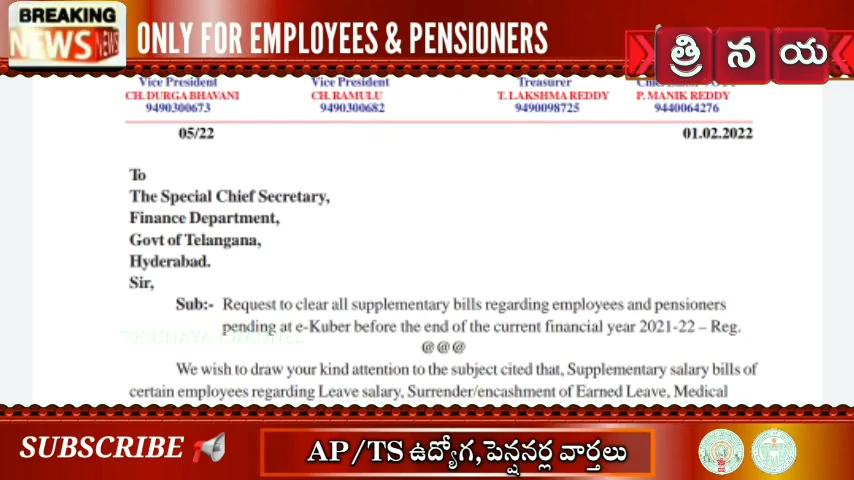 BREAKING
NEWS NEWS
ONLY FOR EMPLOYEES & PENSIONERS
త్రి న య
Vice President Vice President Treasurer
CH. DURGA BHAVANI CH. RAMULU T. LAKSHMA REDDY P. MANIK REDDY
9490300673 9490300682 9490098725 9440064276
05/22 01.02.2022
To
The Special Chief Secretary,
Finance Department,
Govt of Telangana,
Hyderabad.
Sir,
Sub:- Request to clear all supplementary bills regarding employees and pensioners
pending at e-Kuber before the end of the current financial year 2021-22 – Reg.
THRINAYA CHANNEL
@@@
We wish to draw your kind attention to the subject cited that, Supplementary salary bills of
certain employees regarding Leave salary, Surrender/encashment of Earned Leave, Medical
SUBSCRIBE
AP/TS ఉద్యోగ,పెన్షనర్ల వార్తలు